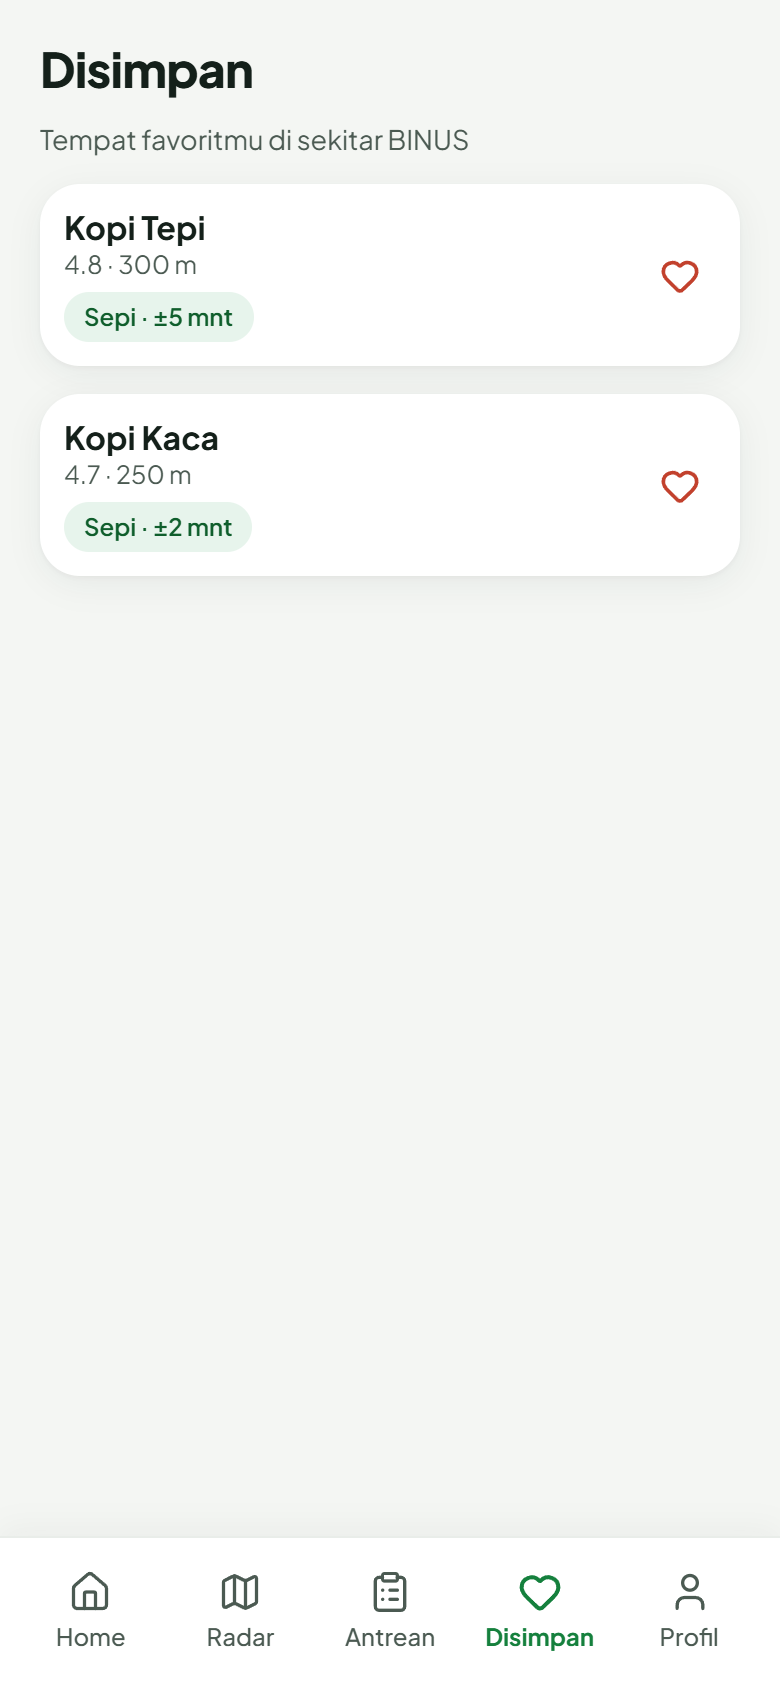 Disimpan
Tempat favoritmu di sekitar BINUS
Kopi Tepi
4.8 · 300 m
Sepi · ±5 mnt
Kopi Kaca
4.7 · 250 m
Sepi · ±2 mnt
Home
Radar
Antrean
Disimpan
Profil